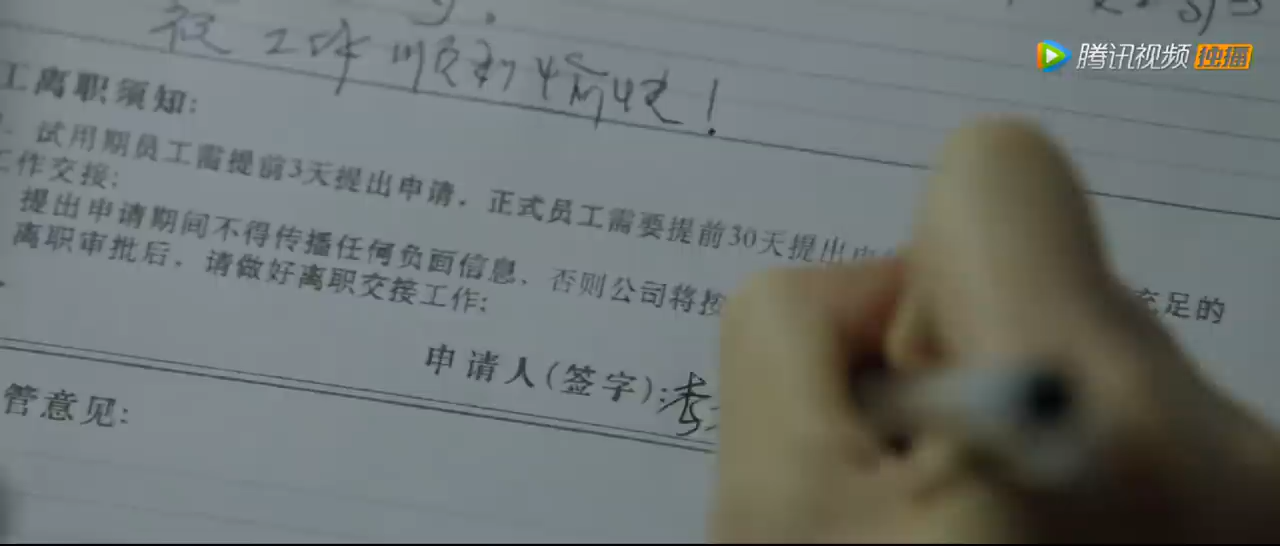 腾讯视频 独播
祝工作顺利
工离职须知:
试用期员工需提前3天提出申请，正式员工需要提前30天提出申
充足的
工作交接;
提出申请期间不得传播任何负面信息，否则公司将按
离职审批后，请做好离职交接工作;
申请人(签字):李
管意见: